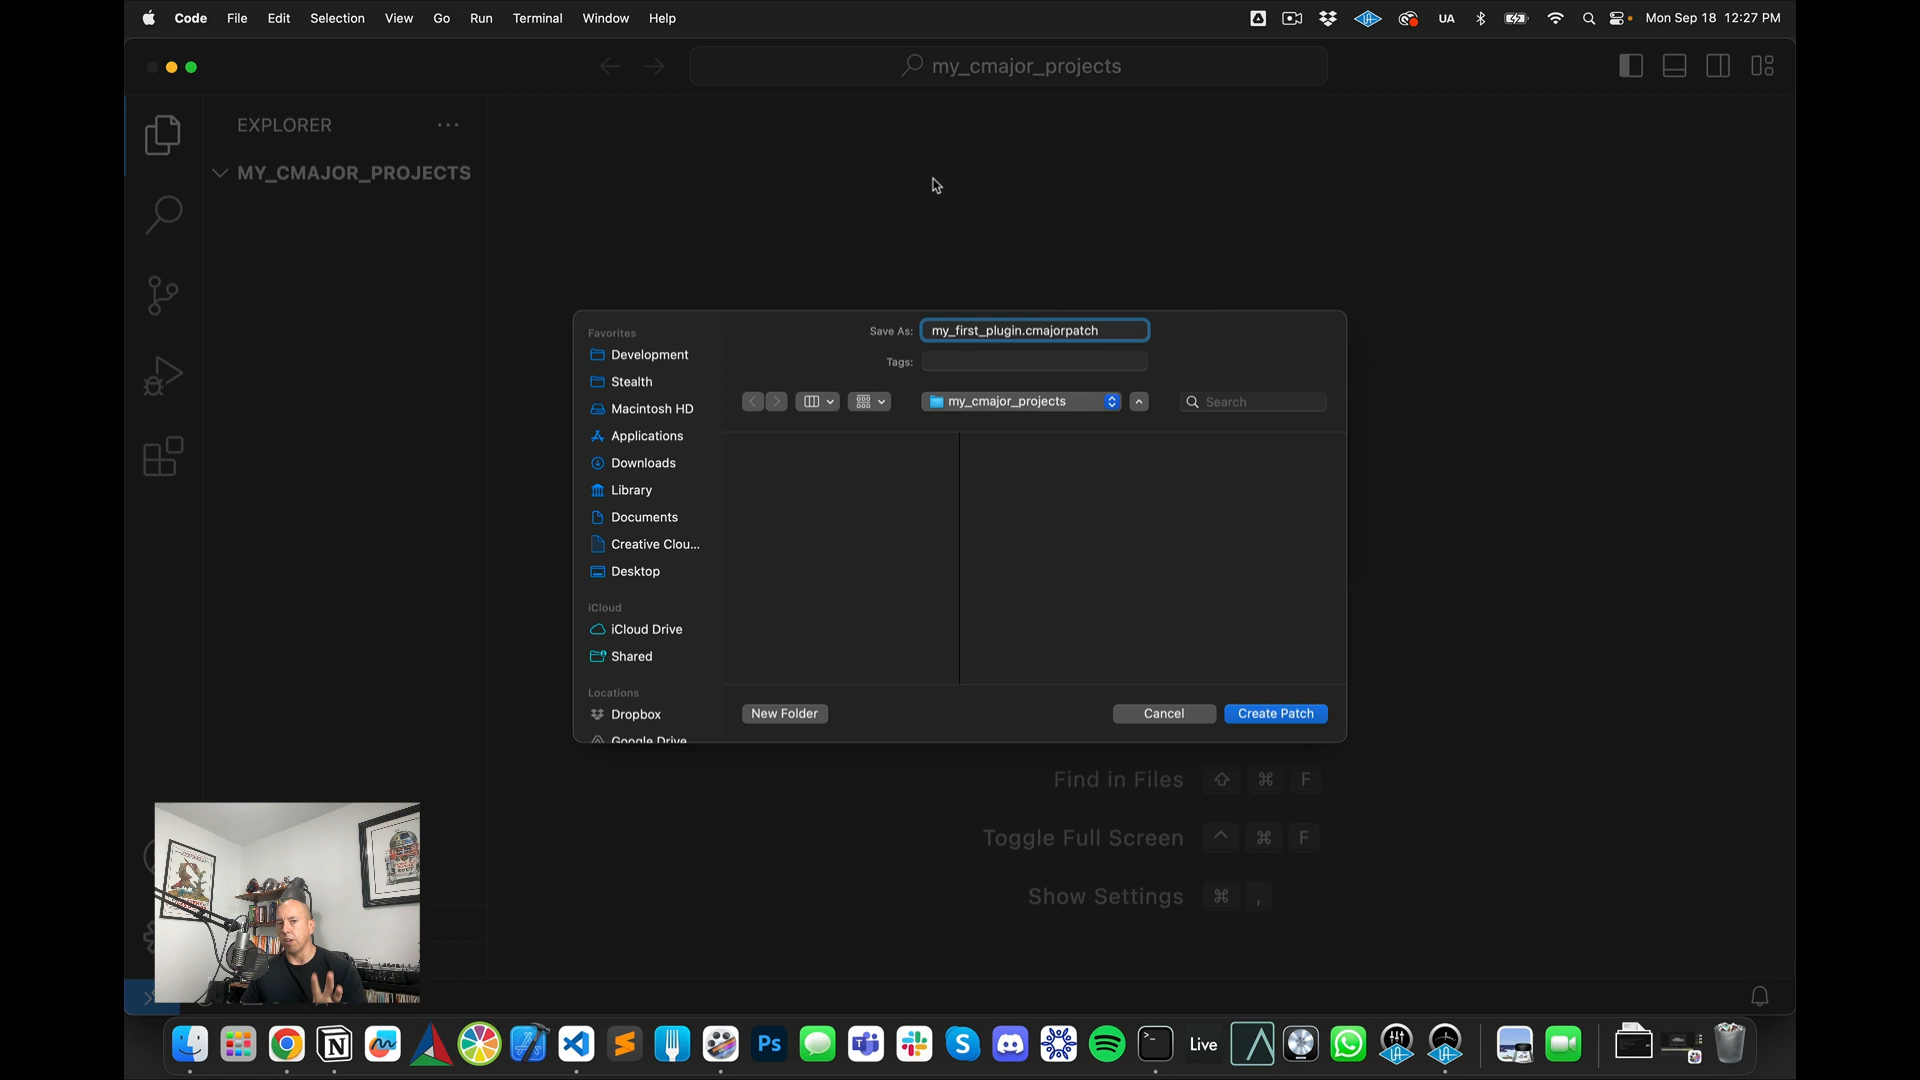 Code File Edit Selection View Go Run Terminal Window Help UA Mon Sep 18 12:27 PM
my_cmajor_projects
EXPLORER
MY_CMAJOR_PROJECTS
Save As: my_first_plugin.cmajorpatch
Tags:
my_cmajor_projects
Search
Favorites
Development
Stealth
Macintosh HD
Applications
Downloads
Library
Documents
Creative Clou...
Desktop
iCloud
iCloud Drive
Shared
Locations
Dropbox
Google Drive
New Folder Cancel Create Patch
Find in Files ⇧ ⌘ F
Toggle Full Screen ^ ⌘ F
Show Settings ⌘ ,
Ps
Live